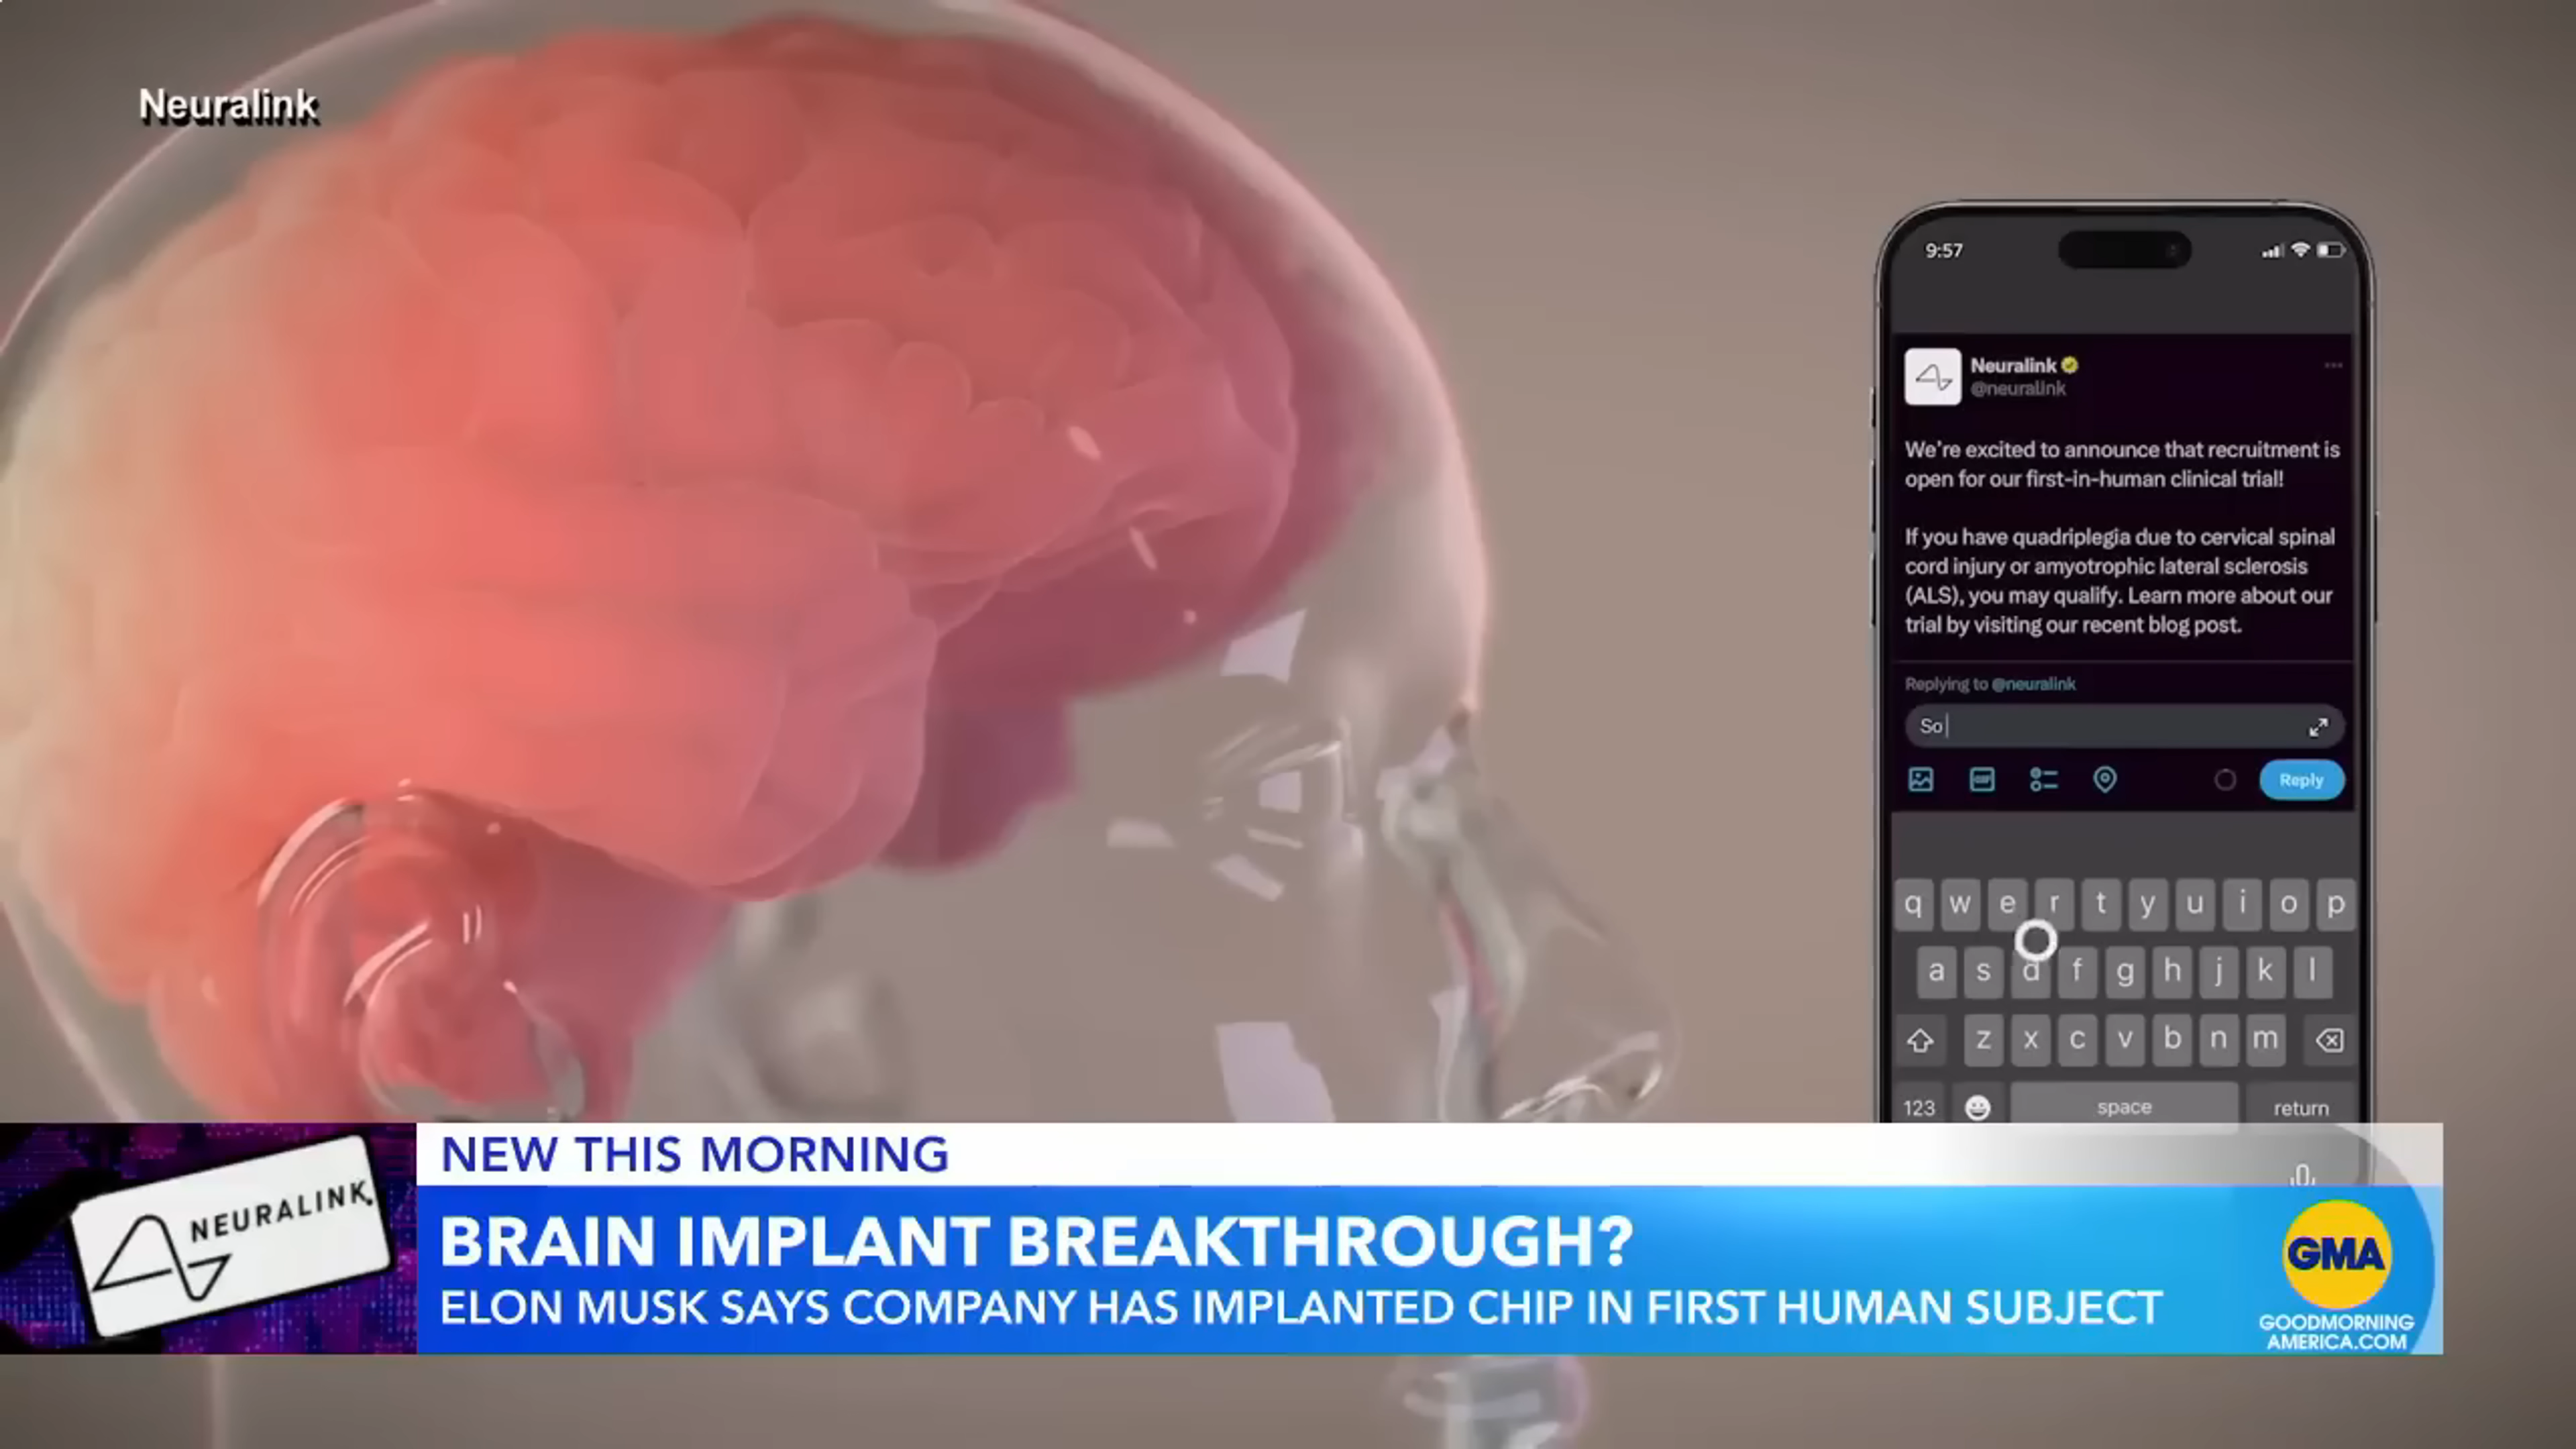 Neuralink
9:57
Neuralink
@neuralink
We're excited to announce that recruitment is
open for our first-in-human clinical trial!
If you have quadriplegia due to cervical spinal
cord injury or amyotrophic lateral sclerosis
(ALS), you may qualify. Learn more about our
trial by visiting our recent blog post.
Replying to @neuralink
So
Reply
q w e r t y u i o p
a s d f g h j k l
z x c v b n m
123 space return
NEURALINK
NEW THIS MORNING
BRAIN IMPLANT BREAKTHROUGH?
ELON MUSK SAYS COMPANY HAS IMPLANTED CHIP IN FIRST HUMAN SUBJECT
GMA
GOODMORNING
AMERICA.COM